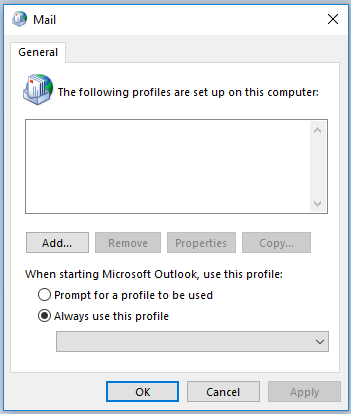 Mail
General
The following profiles are set up on this computer:
Add... Remove Properties Copy...
When starting Microsoft Outlook, use this profile:
Prompt for a profile to be used
Always use this profile
OK Cancel Apply